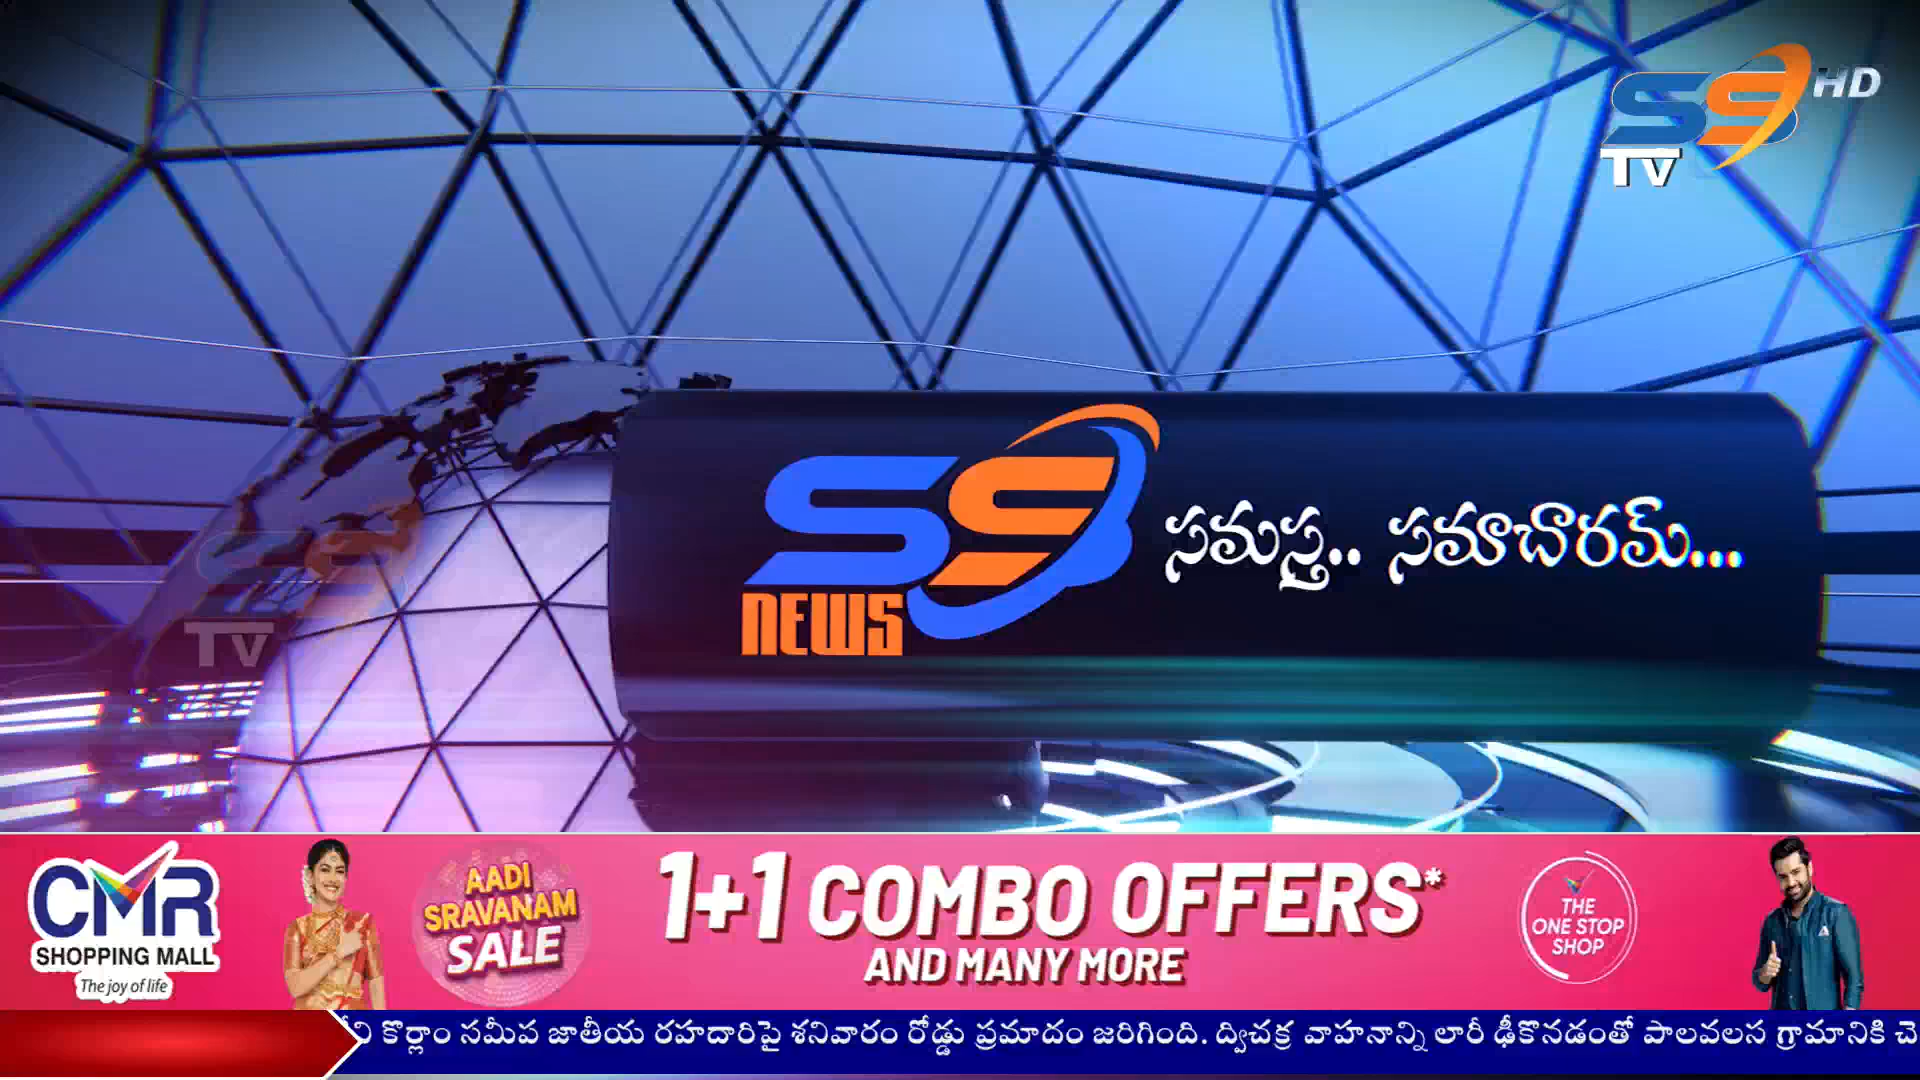 S9 HD
TV
S9
NEWS
సమస్త.. సమాచారమ్...
TV
CMR
SHOPPING MALL
The joy of life
AADI
SRAVANAM
SALE
1+1 COMBO OFFERS*
AND MANY MORE
THE
ONE STOP
SHOP
కొర్లాం సమీప జాతీయ రహదారిపై శనివారం రోడ్డు ప్రమాదం జరిగింది. ద్విచక్ర వాహనాన్ని లారీ ఢీకొనడంతో పాలవలస గ్రామానికి చె